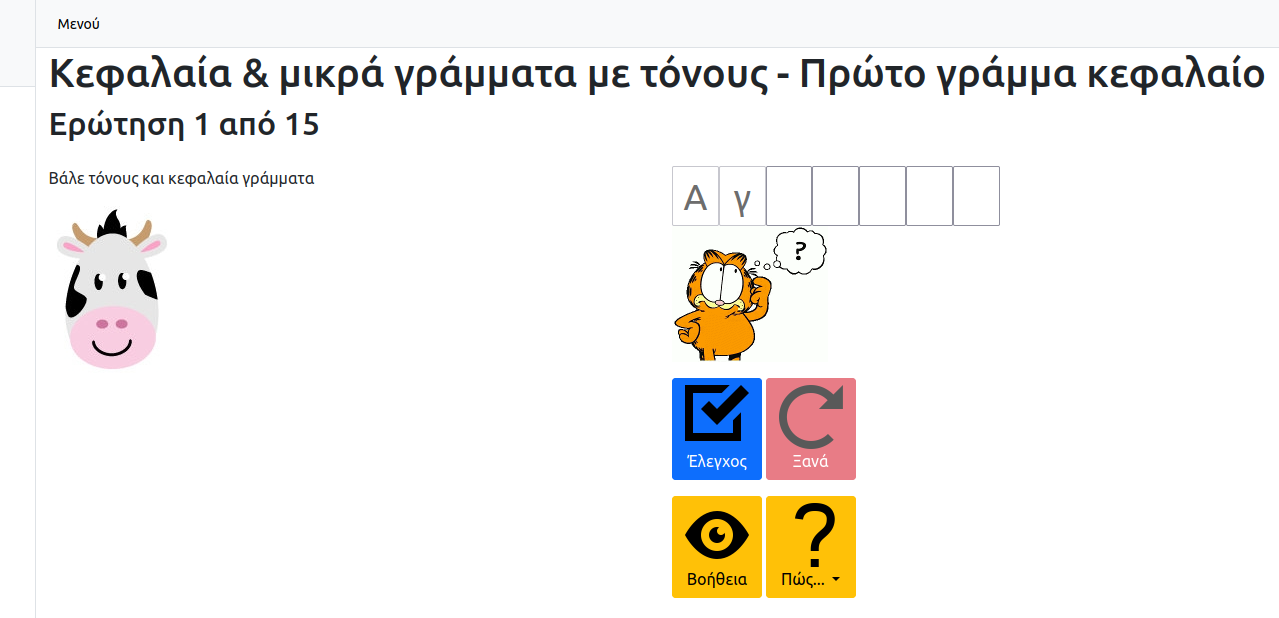 Μενού
Κεφαλαία & μικρά γράμματα με τόνους - Πρώτο γράμμα κεφαλαίο
Ερώτηση 1 από 15
Βάλε τόνους και κεφαλαία γράμματα
Α γ
?
Έλεγχος
Ξανά
?
Βοήθεια
Πώς...